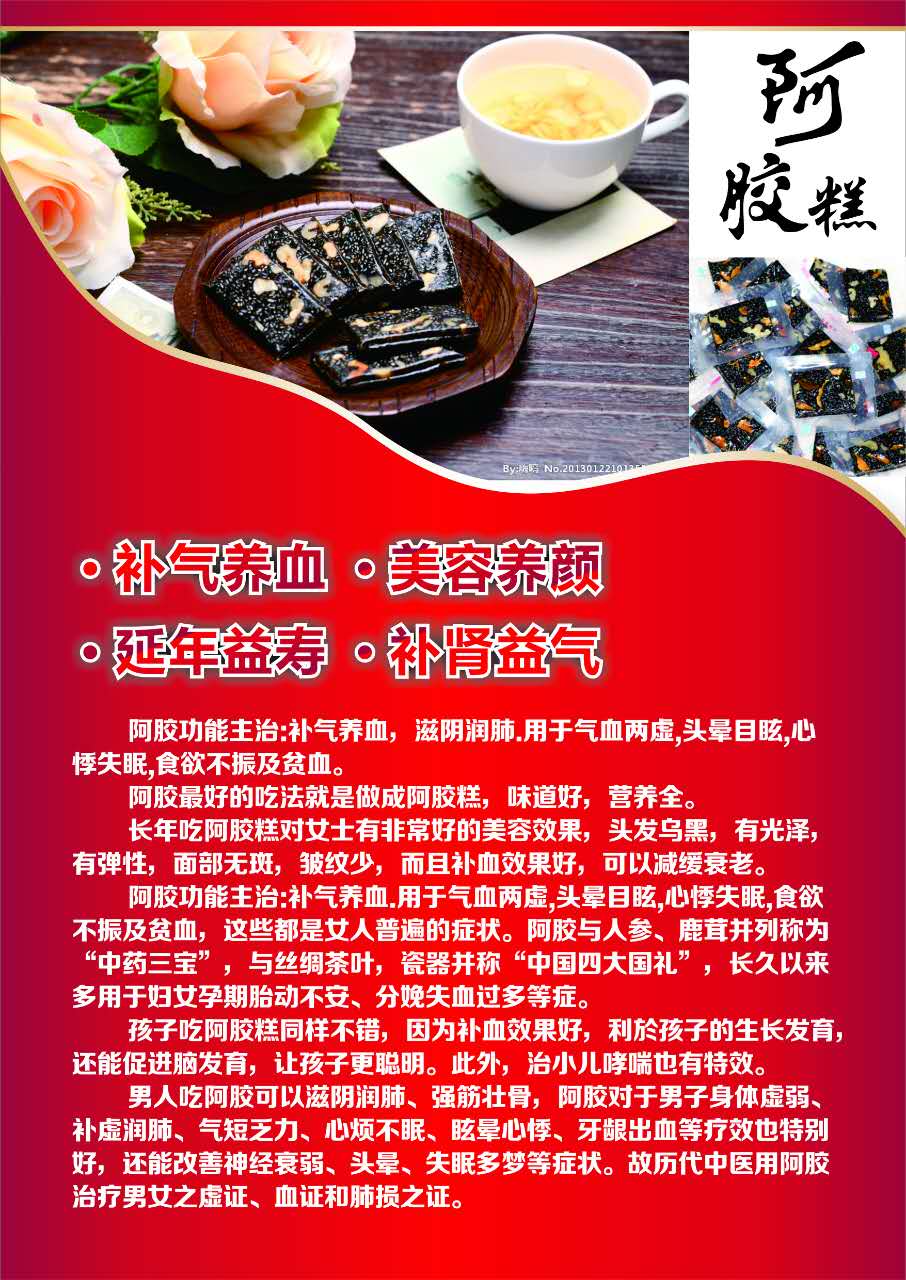 阿
胶糕
By:嗨昀 No.2013012210135
·补气养血 ·美容养颜
·延年益寿 ·补肾益气
阿胶功能主治:补气养血，滋阴润肺.用于气血两虚,头晕目眩,心
悸失眠,食欲不振及贫血。
阿胶最好的吃法就是做成阿胶糕，味道好，营养全。
长年吃阿胶糕对女士有非常好的美容效果，头发乌黑，有光泽，
有弹性，面部无斑，皱纹少，而且补血效果好，可以减缓衰老。
阿胶功能主治:补气养血.用于气血两虚,头晕目眩,心悸失眠,食欲
不振及贫血，这些都是女人普遍的症状。阿胶与人参、鹿茸并列称为
“中药三宝”，与丝绸茶叶，瓷器并称“中国四大国礼”，长久以来
多用于妇女孕期胎动不安、分娩失血过多等症。
孩子吃阿胶糕同样不错，因为补血效果好，利於孩子的生长发育，
还能促进脑发育，让孩子更聪明。此外，治小儿哮喘也有特效。
男人吃阿胶可以滋阴润肺、强筋壮骨，阿胶对于男子身体虚弱、
补虚润肺、气短乏力、心烦不眠、眩晕心悸、牙龈出血等疗效也特别
好，还能改善神经衰弱、头晕、失眠多梦等症状。故历代中医用阿胶
治疗男女之虚证、血证和肺损之证。